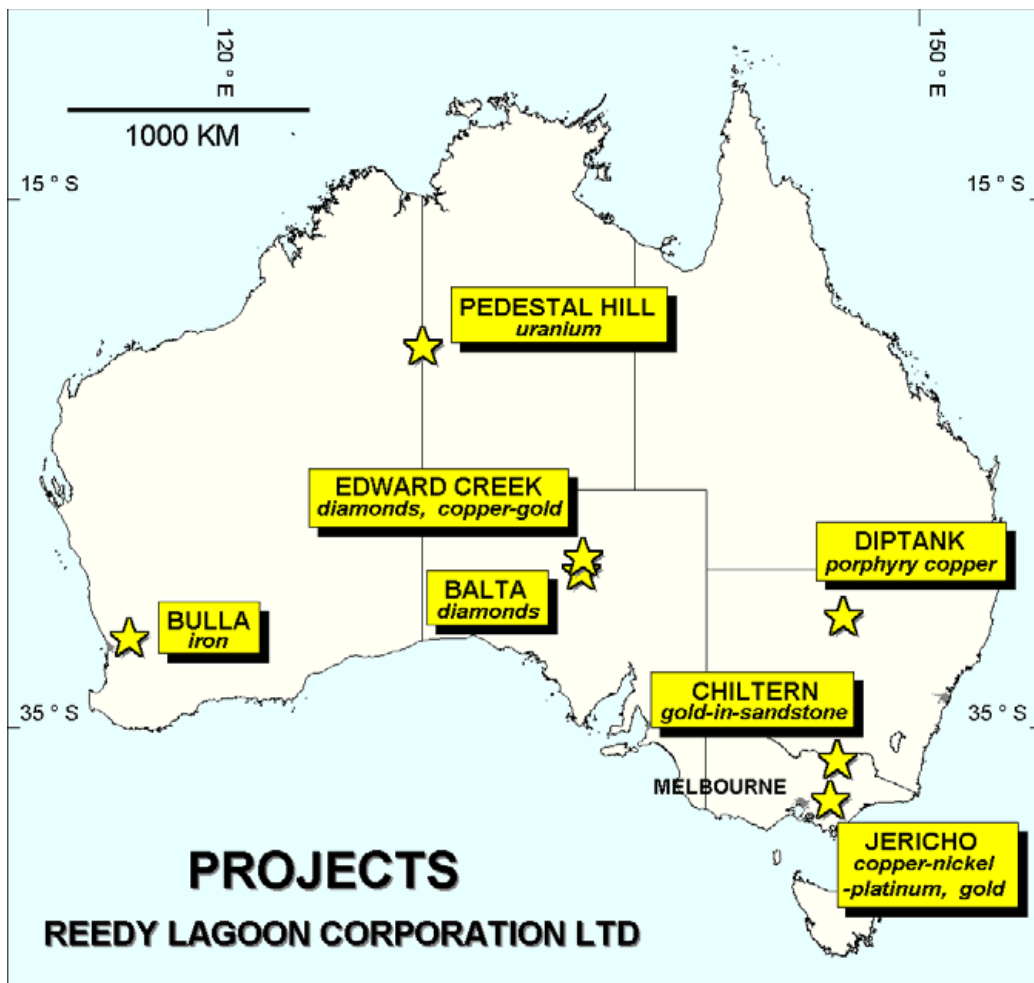 120 ° E
150 ° E
1000 KM
15 ° S
15 ° S
PEDESTAL HILL
uranium
EDWARD CREEK
diamonds, copper-gold
DIPTANK
porphyry copper
BALTA
diamonds
BULLA
iron
CHILTERN
gold-in-sandstone
35 ° S
35 ° S
MELBOURNE
JERICHO
copper-nickel
-platinum, gold
PROJECTS
REEDY LAGOON CORPORATION LTD